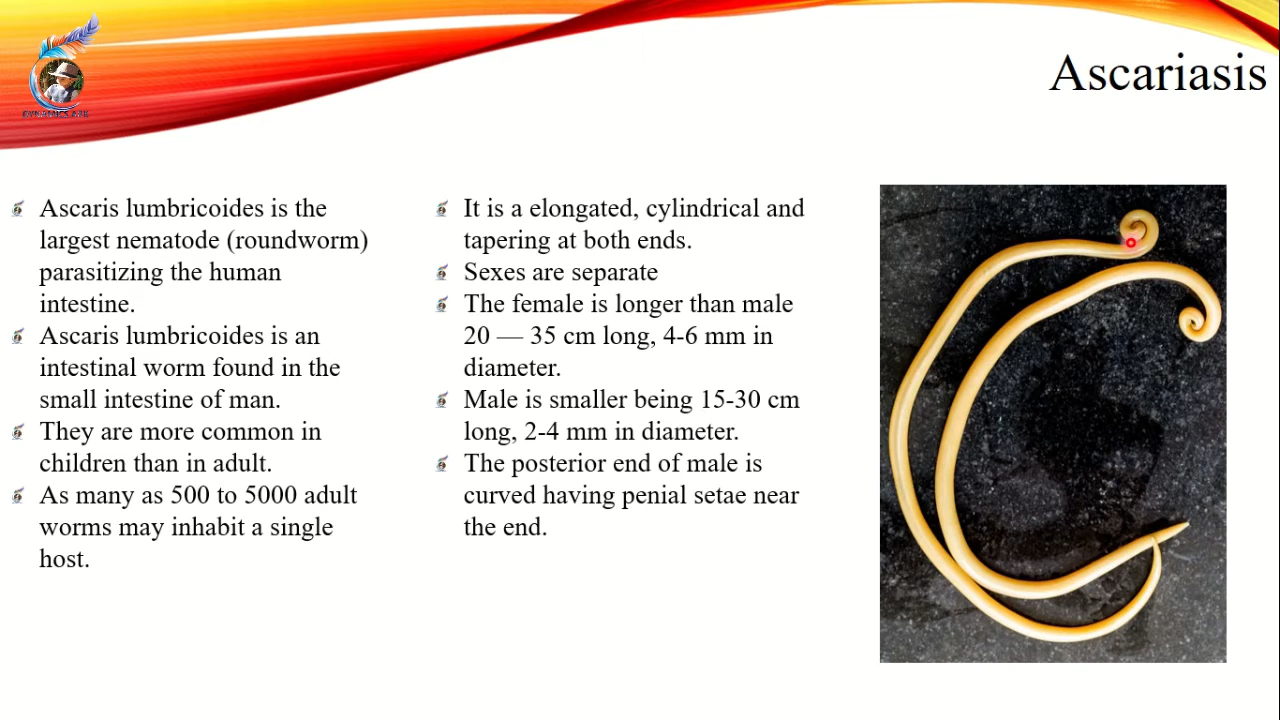 Ascariasis
Ascaris lumbricoides is the
largest nematode (roundworm)
parasitizing the human
intestine.
Ascaris lumbricoides is an
intestinal worm found in the
small intestine of man.
They are more common in
children than in adult.
As many as 500 to 5000 adult
worms may inhabit a single
host.
It is a elongated, cylindrical and
tapering at both ends.
Sexes are separate
The female is longer than male
20 — 35 cm long, 4-6 mm in
diameter.
Male is smaller being 15-30 cm
long, 2-4 mm in diameter.
The posterior end of male is
curved having penial setae near
the end.